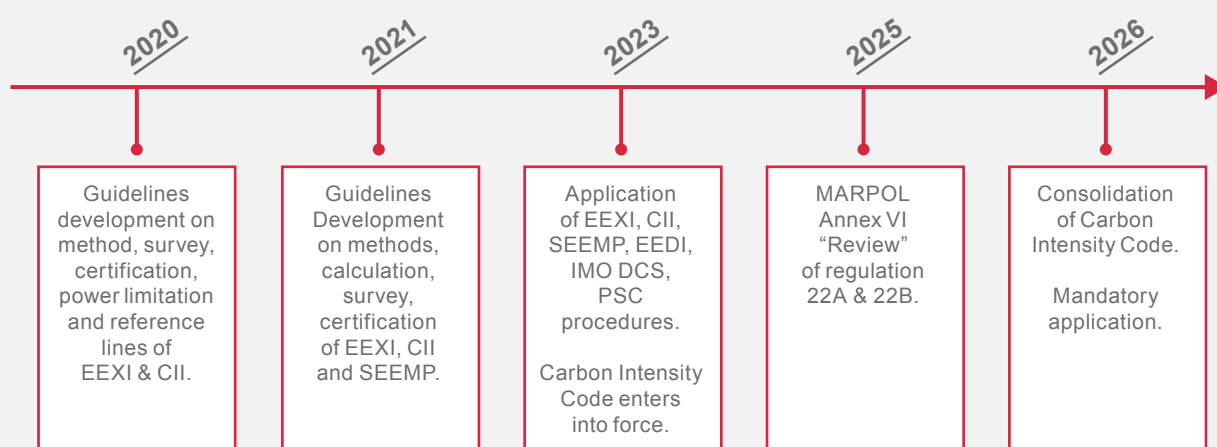 2020
2021
2023
2025
2026
Guidelines
development on
method, survey,
certification,
power limitation
and reference
lines of
EEXI & CII.
Guidelines
Development
on methods,
calculation,
survey,
certification
of EEXI, CII
and SEEMP.
Application
of EEXI, CII,
SEEMP, EEDI,
IMO DCS,
PSC
procedures.
Carbon Intensity
Code enters
into force.
MARPOL
Annex VI
“Review”
of regulation
22A & 22B.
Consolidation
of Carbon
Intensity Code.
Mandatory
application.